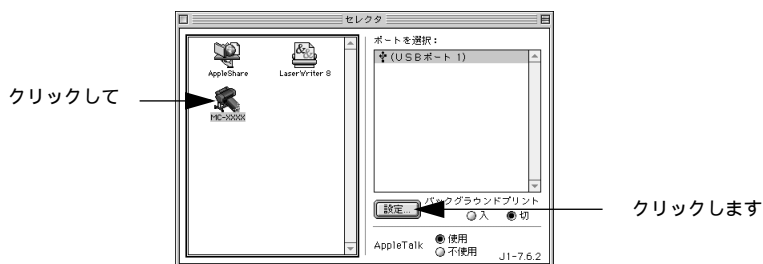 セレクタ
AppleShare
LaserWriter 8
MC-XXXX
ポートを選択：
(USBポート 1)
設定...
バックグラウンドプリント
入 切
AppleTalk
使用
不使用
J1-7.6.2
クリックして
クリックします